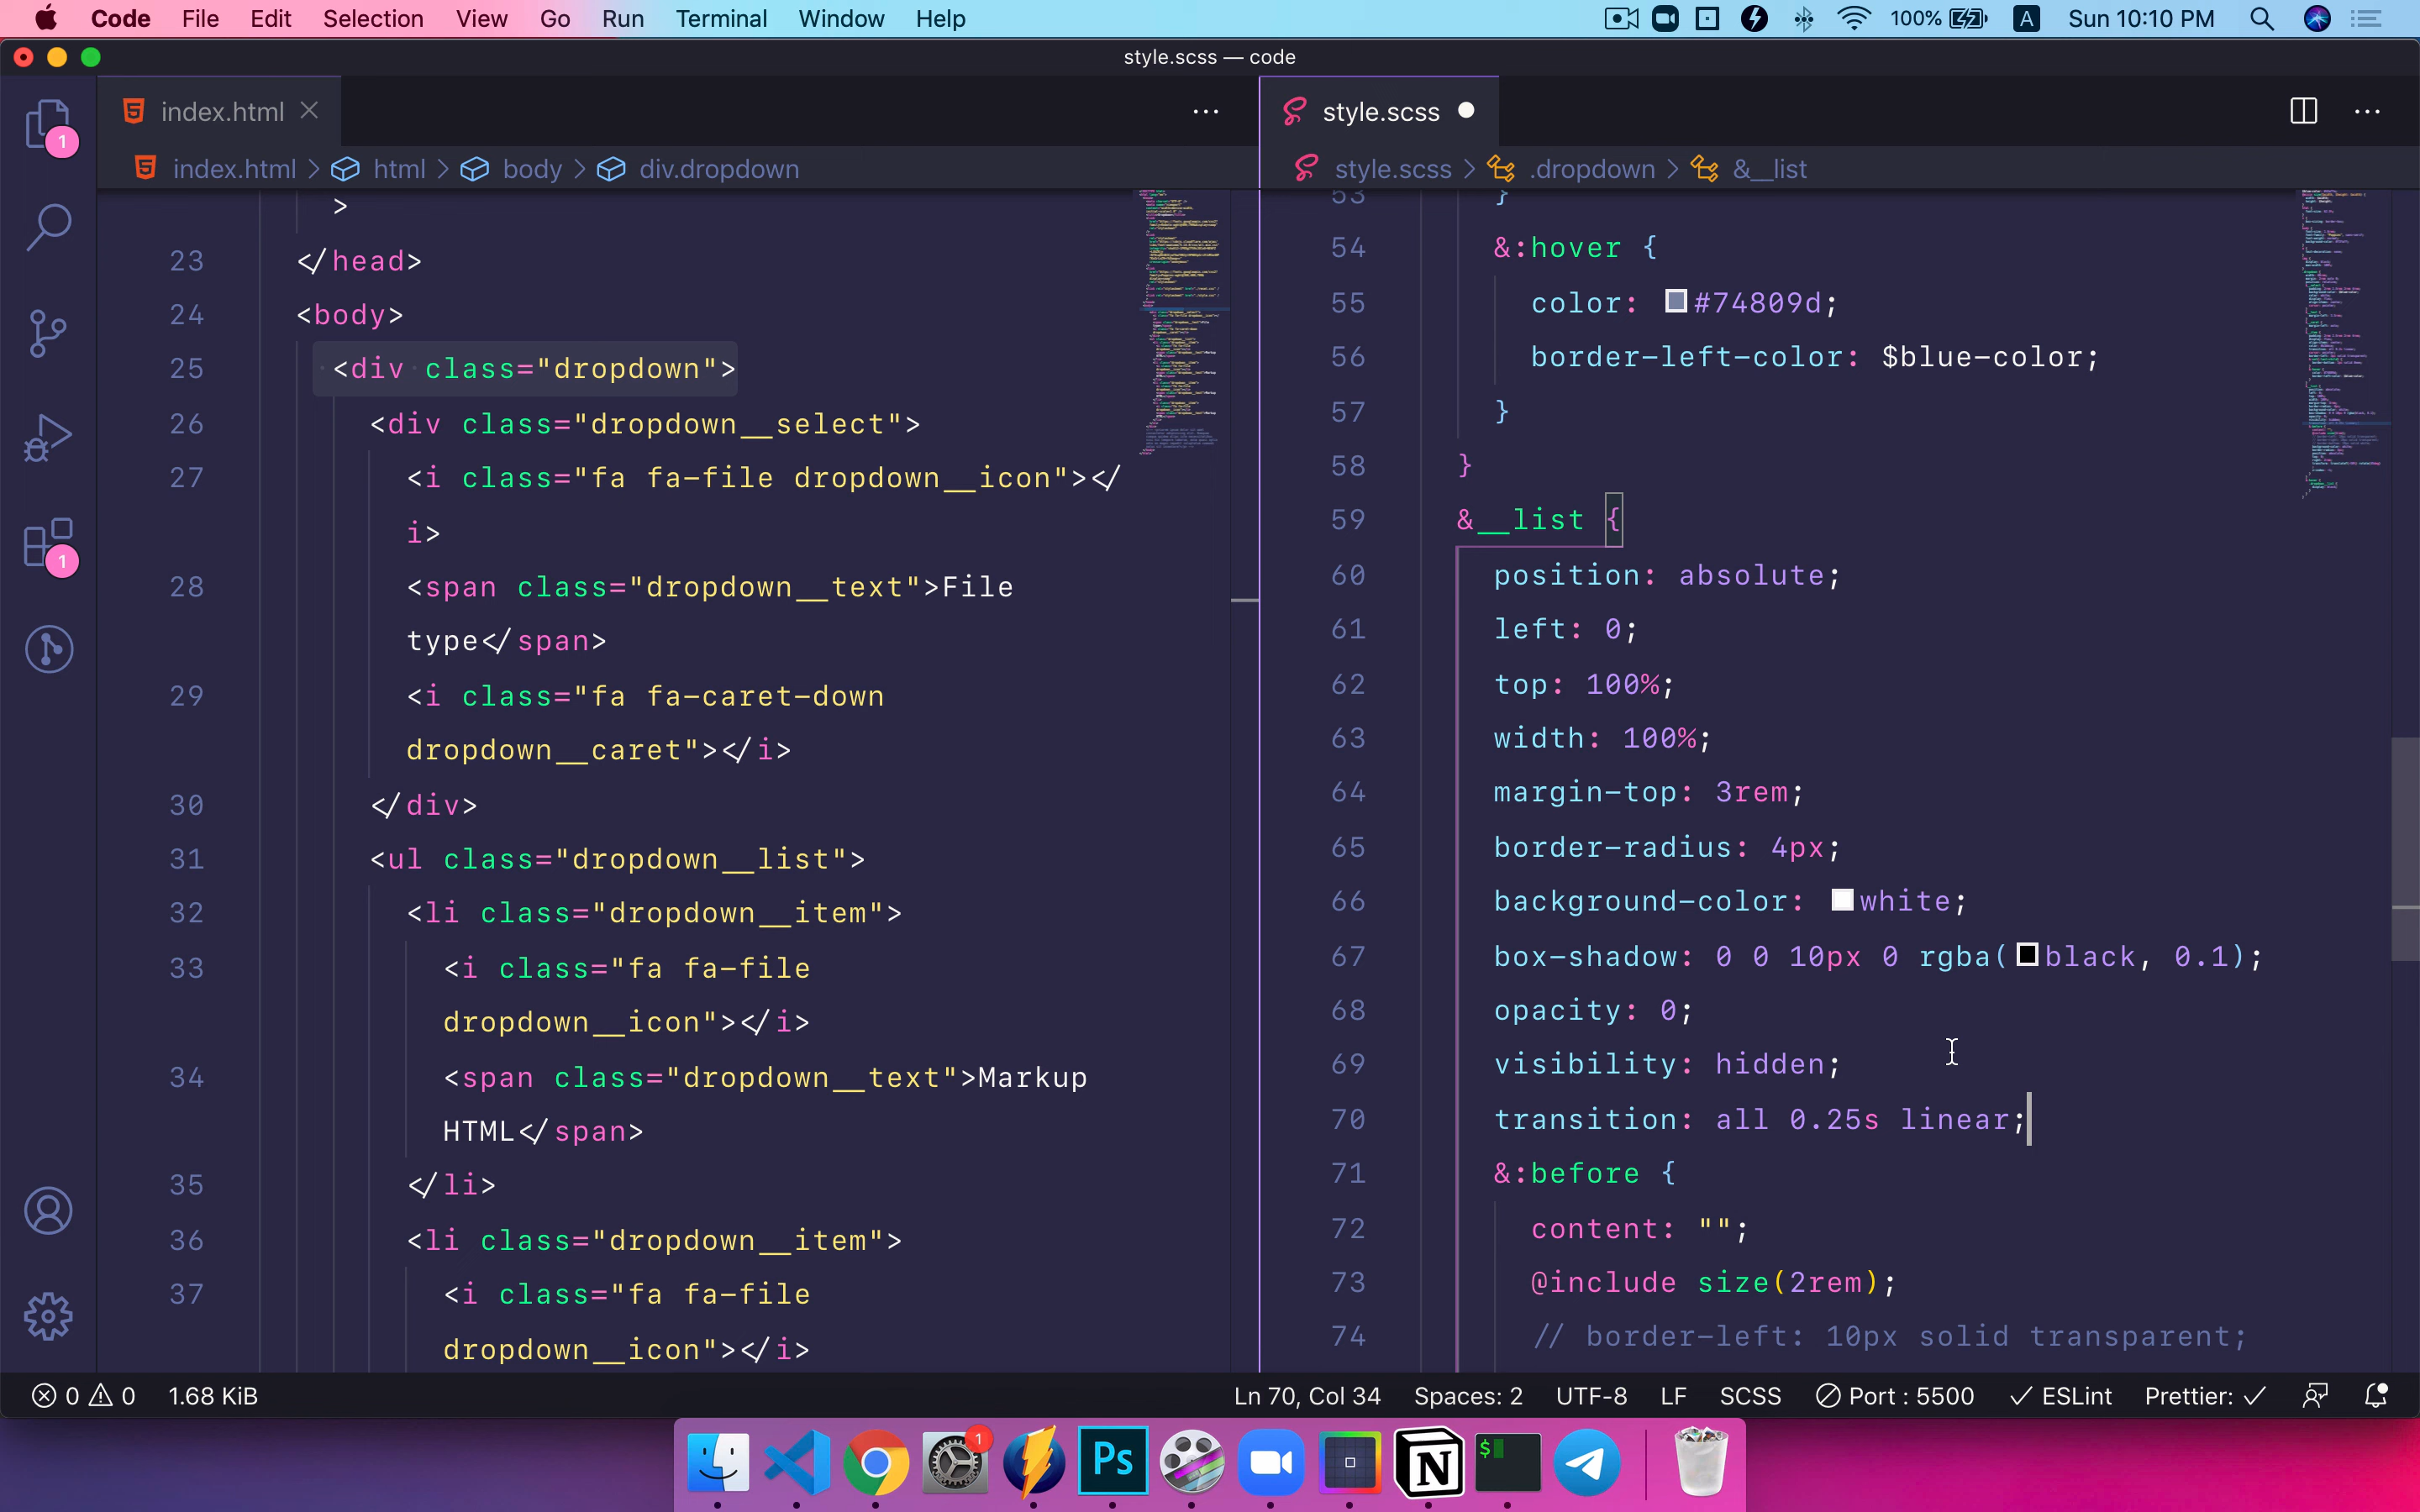 Code File Edit Selection View Go Run Terminal Window Help
100% A Sun 10:10 PM
style.scss — code
index.html
style.scss
index.html > html > body > div.dropdown
style.scss > .dropdown > &__list
1
1
>
23 </head>
24 <body>
25 <div class="dropdown">
26 <div class="dropdown__select">
27 <i class="fa fa-file dropdown__icon"></
i>
28 <span class="dropdown__text">File
type</span>
29 <i class="fa fa-caret-down
dropdown__caret"></i>
30 </div>
31 <ul class="dropdown__list">
32 <li class="dropdown__item">
33 <i class="fa fa-file
dropdown__icon"></i>
34 <span class="dropdown__text">Markup
HTML</span>
35 </li>
36 <li class="dropdown__item">
37 <i class="fa fa-file
dropdown__icon"></i>
53 }
54 &:hover {
55 color: #74809d;
56 border-left-color: $blue-color;
57 }
58 }
59 &__list {
60 position: absolute;
61 left: 0;
62 top: 100%;
63 width: 100%;
64 margin-top: 3rem;
65 border-radius: 4px;
66 background-color: white;
67 box-shadow: 0 0 10px 0 rgba(black, 0.1);
68 opacity: 0;
69 visibility: hidden;
70 transition: all 0.25s linear;
71 &:before {
72 content: "";
73 @include size(2rem);
74 // border-left: 10px solid transparent;
0 0 1.68 KiB
Ln 70, Col 34 Spaces: 2 UTF-8 LF SCSS Port : 5500 ESLint Prettier:
1
Ps
N
$